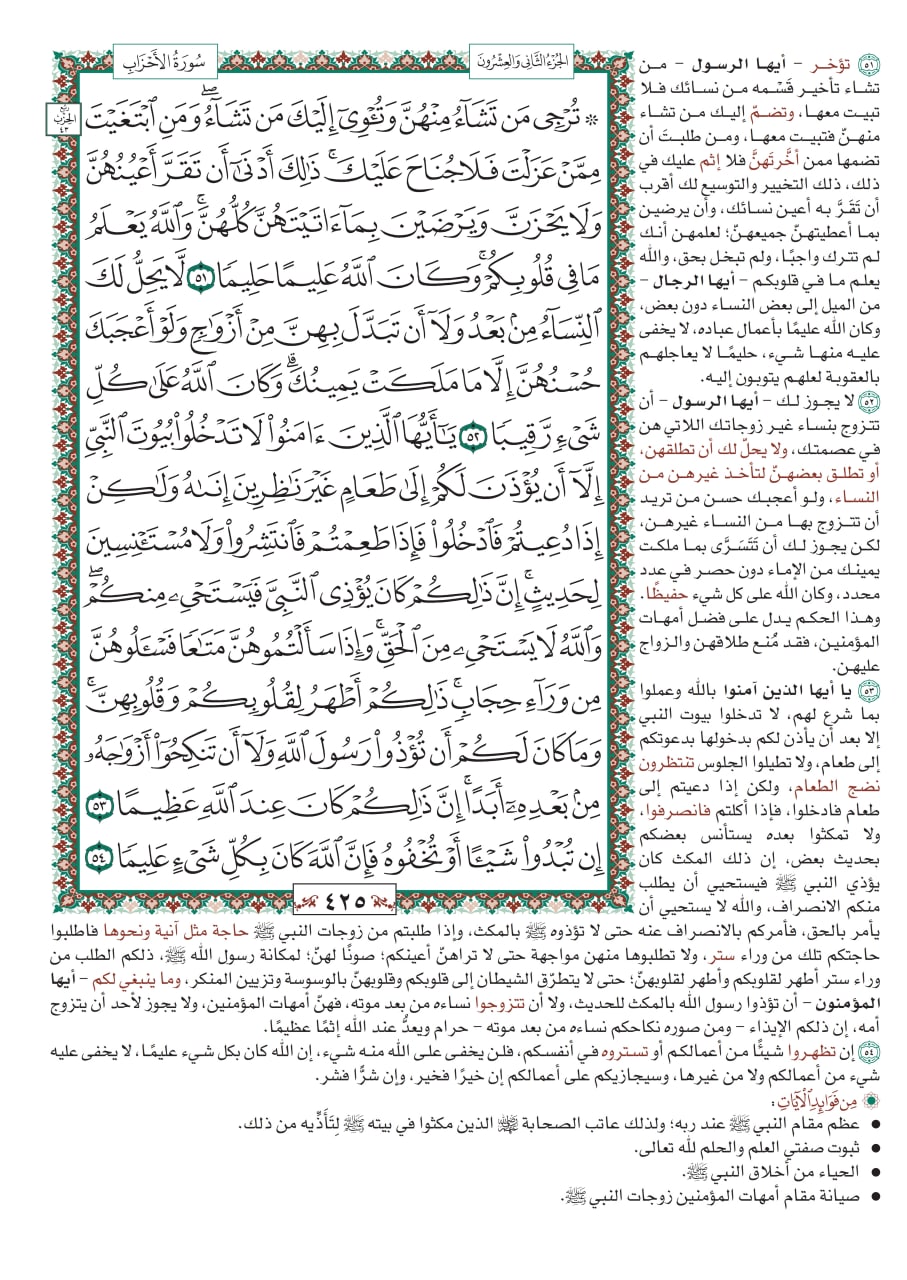 سُورَةُ الأَحْزَابِ
الجُزْءُ الثَّانِي وَالعِشْرُونَ
ربع
الحزب
٤٣
۞ تُرْجِي مَن تَشَآءُ مِنْهُنَّ وَتُـْٔوِيٓ إِلَيْكَ مَن تَشَآءُۖ وَمَنِ ٱبْتَغَيْتَ
مِمَّنْ عَزَلْتَ فَلَا جُنَاحَ عَلَيْكَۚ ذَٰلِكَ أَدْنَىٰٓ أَن تَقَرَّ أَعْيُنُهُنَّ
وَلَا يَحْزَنَّ وَيَرْضَيْنَ بِمَآ ءَاتَيْتَهُنَّ كُلُّهُنَّۚ وَٱللَّهُ يَعْلَمُ
مَا فِي قُلُوبِكُمْۚ وَكَانَ ٱللَّهُ عَلِيمًا حَلِيمًا ٥١ لَّا يَحِلُّ لَكَ
ٱلنِّسَآءُ مِنۢ بَعْدُ وَلَآ أَن تَبَدَّلَ بِهِنَّ مِنْ أَزْوَٰجٖ وَلَوْ أَعْجَبَكَ
حُسْنُهُنَّ إِلَّا مَا مَلَكَتْ يَمِينُكَۗ وَكَانَ ٱللَّهُ عَلَىٰ كُلِّ
شَيْءٖ رَّقِيبًا ٥٢ يَٰٓأَيُّهَا ٱلَّذِينَ ءَامَنُواْ لَا تَدْخُلُواْ بُيُوتَ ٱلنَّبِيِّ
إِلَّآ أَن يُؤْذَنَ لَكُمْ إِلَىٰ طَعَامٍ غَيْرَ نَٰظِرِينَ إِنَىٰهُ وَلَٰكِنْ
إِذَا دُعِيتُمْ فَٱدْخُلُواْ فَإِذَا طَعِمْتُمْ فَٱنتَشِرُواْ وَلَا مُسْتَـْٔنِسِينَ
لِحَدِيثٍۚ إِنَّ ذَٰلِكُمْ كَانَ يُؤْذِي ٱلنَّبِيَّ فَيَسْتَحْيِۦ مِنكُمْۖ
وَٱللَّهُ لَا يَسْتَحْيِۦ مِنَ ٱلْحَقِّۚ وَإِذَا سَأَلْتُمُوهُنَّ مَتَٰعٗا فَسْـَٔلُوهُنَّ
مِن وَرَآءِ حِجَابٖۚ ذَٰلِكُمْ أَطْهَرُ لِقُلُوبِكُمْ وَقُلُوبِهِنَّۚ
وَمَا كَانَ لَكُمْ أَن تُؤْذُواْ رَسُولَ ٱللَّهِ وَلَآ أَن تَنكِحُوٓاْ أَزْوَٰجَهُۥ
مِنۢ بَعْدِهِۦٓ أَبَدًاۚ إِنَّ ذَٰلِكُمْ كَانَ عِندَ ٱللَّهِ عَظِيمًا ٥٣
إِن تُبْدُواْ شَيْـًٔا أَوْ تُخْفُوهُ فَإِنَّ ٱللَّهَ كَانَ بِكُلِّ شَيْءٍ عَلِيمٗا ٥٤
٤٢٥
٥١ تؤخر – أيها الرسول – من
تشاء تأخير قَسْمه من نسائك فلا
تبيت معها، وتضمّ إليك من تشاء
منهنّ فتبيت معها، ومن طلبتَ أن
تضمها ممن أخَّرتَهنَّ فلا إثم عليك في
ذلك، ذلك التخيير والتوسيع لك أقرب
أن تَقَرَّ به أعين نسائك، وأن يرضين
بما أعطيتهنّ جميعهنّ؛ لعلمهن أنك
لم تترك واجبًا، ولم تبخل بحق، والله
يعلم ما في قلوبكم – أيها الرجال –
من الميل إلى بعض النساء دون بعض،
وكان الله عليمًا بأعمال عباده، لا يخفى
عليه منها شيء، حليمًا لا يعاجلهم
بالعقوبة لعلهم يتوبون إليه.
٥٢ لا يجوز لك – أيها الرسول – أن
تتزوج بنساء غير زوجاتك اللاتي هن
في عصمتك، ولا يحلّ لك أن تطلقهن،
أو تطلق بعضهنّ لتأخذ غيرهن من
النساء، ولو أعجبك حسن من تريد
أن تتزوج بها من النساء غيرهن،
لكن يجوز لك أن تَتَسَرَّى بما ملكت
يمينك من الإماء دون حصر في عدد
محدد، وكان الله على كل شيء حفيظًا.
وهذا الحكم يدل على فضل أمهات
المؤمنين، فقد مُنِع طلاقهن والزواج
عليهن.
٥٣ يا أيها الذين آمنوا بالله وعملوا
بما شرع لهم، لا تدخلوا بيوت النبي
إلا بعد أن يأذن لكم بدخولها بدعوتكم
إلى طعام، ولا تطيلوا الجلوس تنتظرون
نضج الطعام، ولكن إذا دعيتم إلى
طعام فادخلوا، فإذا أكلتم فانصرفوا،
ولا تمكثوا بعده يستأنس بعضكم
بحديث بعض، إن ذلك المكث كان
يؤذي النبي ﷺ فيستحيي أن يطلب
منكم الانصراف، والله لا يستحيي أن
يأمر بالحق، فأمركم بالانصراف عنه حتى لا تؤذوه ﷺ بالمكث، وإذا طلبتم من زوجات النبي ﷺ حاجة مثل آنية ونحوها فاطلبوا
حاجتكم تلك من وراء ستر، ولا تطلبوها منهن مواجهة حتى لا تراهنّ أعينكم؛ صونًا لهنّ؛ لمكانة رسول الله ﷺ، ذلكم الطلب من
وراء ستر أطهر لقلوبكم وأطهر لقلوبهنّ؛ حتى لا يتطرّق الشيطان إلى قلوبكم وقلوبهنّ بالوسوسة وتزيين المنكر، وما ينبغي لكم – أيها
المؤمنون – أن تؤذوا رسول الله بالمكث للحديث، ولا أن تتزوجوا نساءه من بعد موته، فهنّ أمهات المؤمنين، ولا يجوز لأحد أن يتزوج
أمه، إن ذلكم الإيذاء – ومن صوره نكاحكم نساءه من بعد موته – حرام ويعدُّ عند الله إثمًا عظيمًا.
٥٤ إن تظهروا شيئًا من أعمالكم أو تستروه في أنفسكم، فلن يخفى على الله منه شيء، إن الله كان بكل شيء عليمًا، لا يخفى عليه
شيء من أعمالكم ولا من غيرها، وسيجازيكم على أعمالكم إن خيرًا فخير، وإن شرًّا فشر.
مِن فَوَائِدِ الْآيَاتِ:
• عظم مقام النبي ﷺ عند ربه؛ ولذلك عاتب الصحابة رضي الله عنهم الذين مكثوا في بيته ﷺ لِتَأَذِّيه من ذلك.
• ثبوت صفتي العلم والحلم لله تعالى.
• الحياء من أخلاق النبي ﷺ.
• صيانة مقام أمهات المؤمنين زوجات النبي ﷺ.